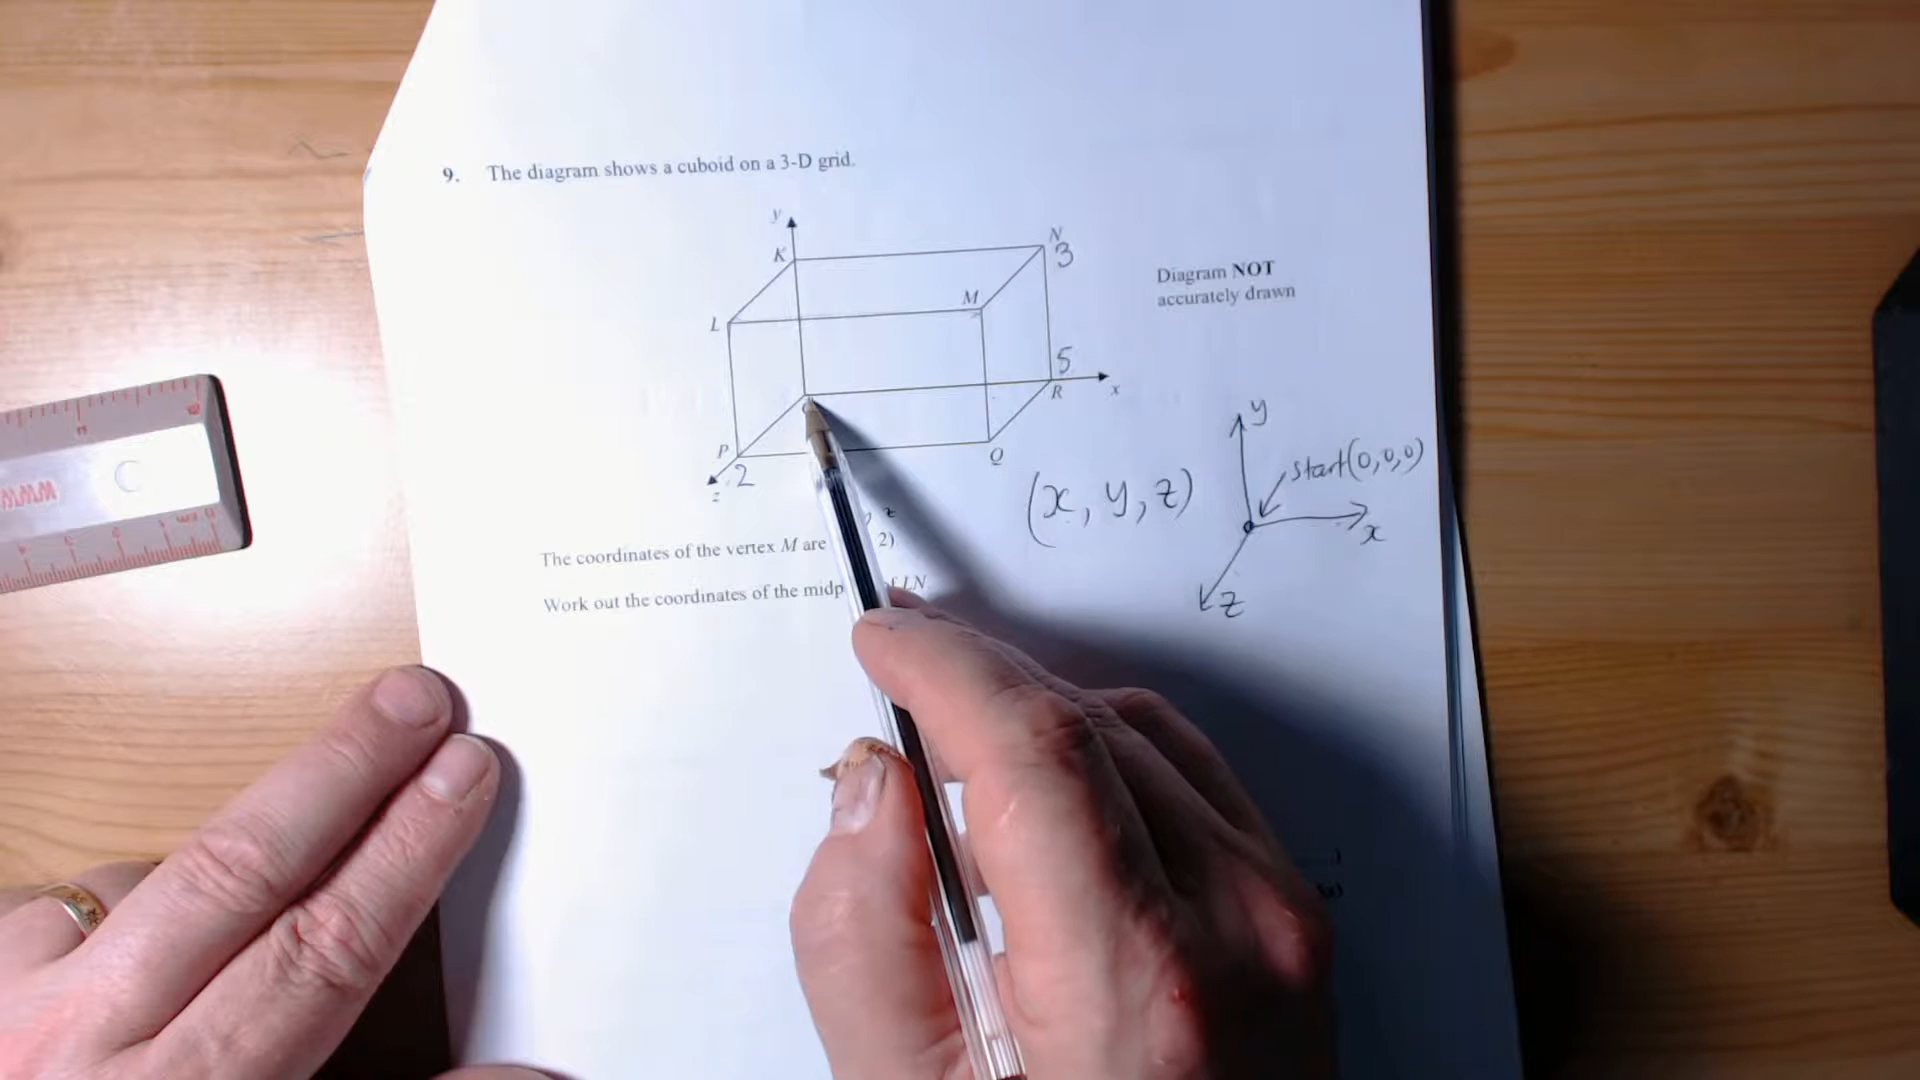 9. The diagram shows a cuboid on a 3-D grid.
y
K
N
3
L
M
Diagram NOT
accurately drawn
5
R
x
P
2
z
Q
(x, y, z)
y
start(0,0,0)
x
z
z
The coordinates of the vertex M are 2)
Work out the coordinates of the LN